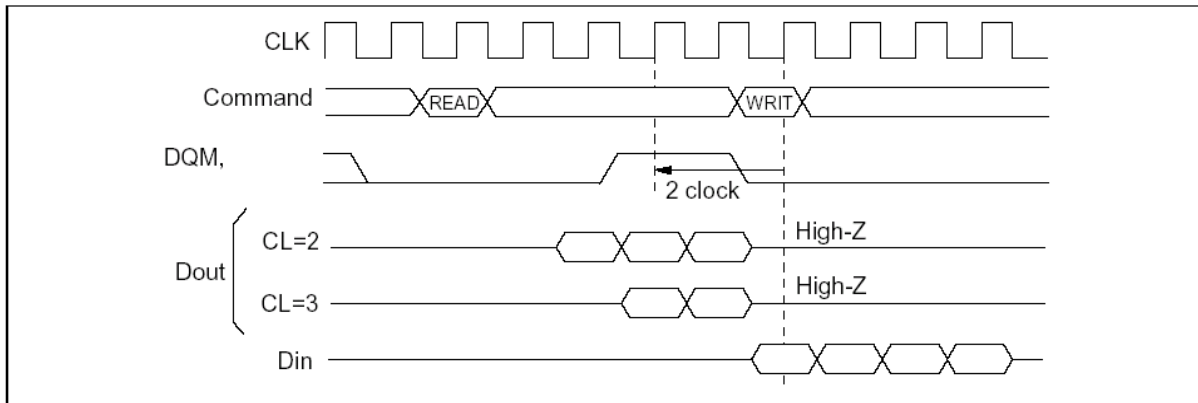 CLK
Command READ WRIT
DQM,
2 clock
CL=2 High-Z
Dout
CL=3 High-Z
Din